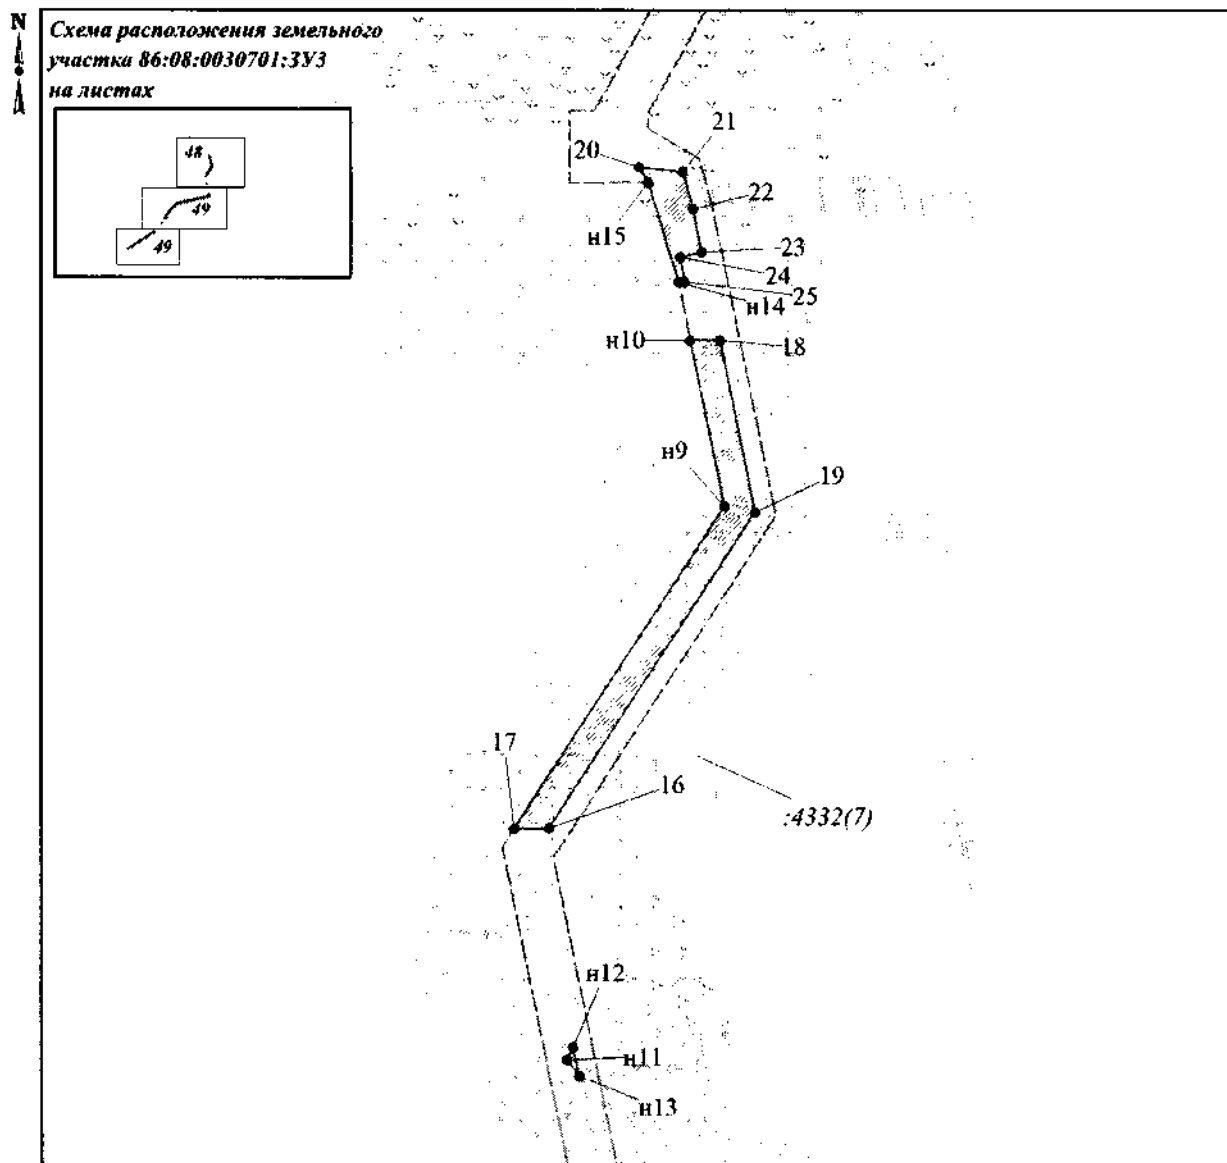 N
Схема расположения земельного
участка 86:08:0030701:ЗУ3
на листах
48
49
49
20
21
22
н15
23
24
25
н14
н10
18
н9
19
17
16
:4332(7)
н12
н11
н13